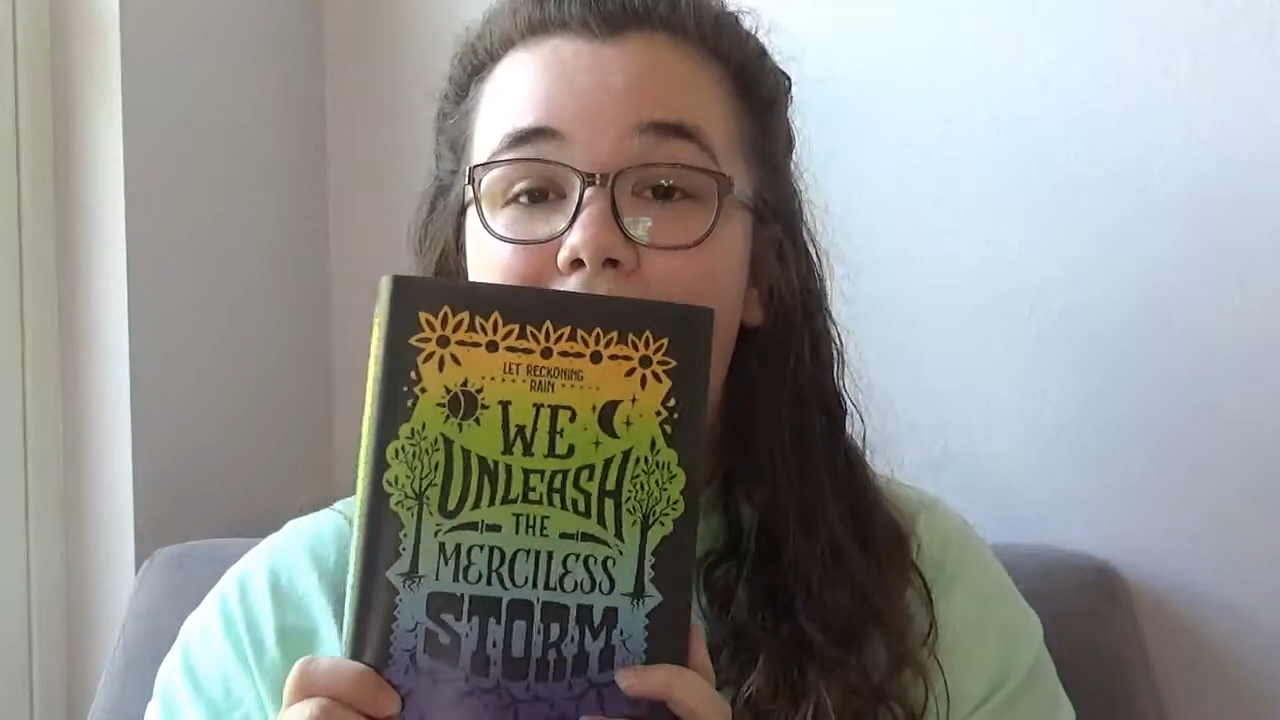 LET RECKONING
RAIN
WE
UNLEASH
THE
MERCILESS
STORM